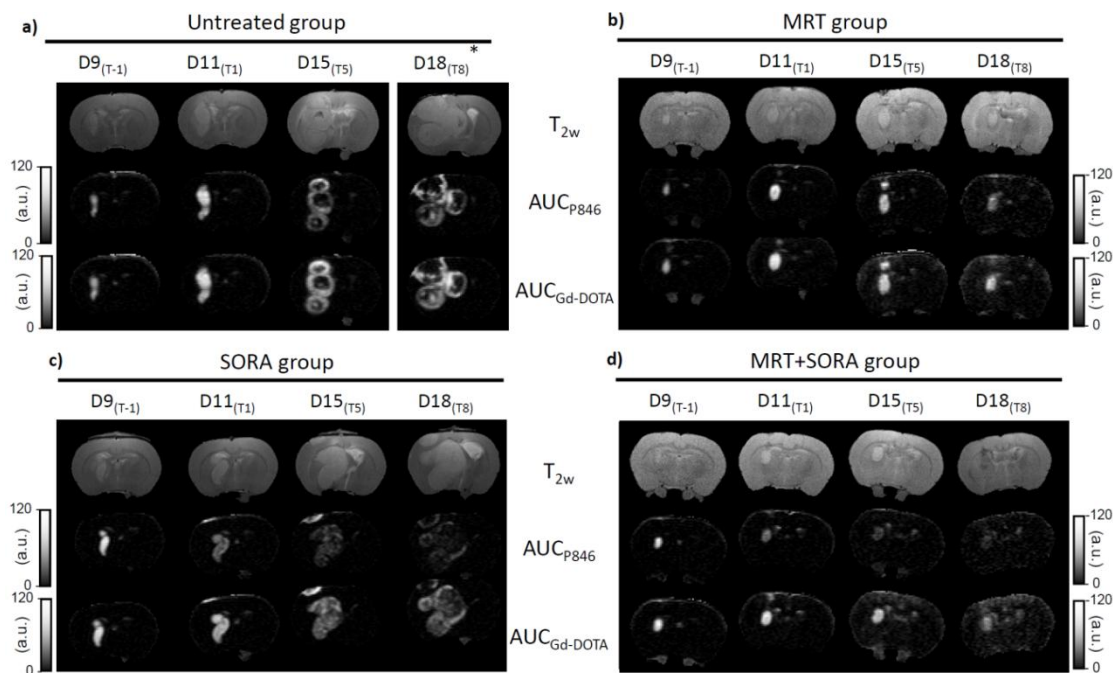 a) Untreated group
D9(T-1) D11(T1) D15(T5) D18(T8) *
120
(a.u.)
0
120
(a.u.)
0
T2w
AUCP846
AUCGd-DOTA
b) MRT group
D9(T-1) D11(T1) D15(T5) D18(T8)
120
(a.u.)
0
120
(a.u.)
0
c) SORA group
D9(T-1) D11(T1) D15(T5) D18(T8)
120
(a.u.)
0
120
(a.u.)
0
T2w
AUCP846
AUCGd-DOTA
d) MRT+SORA group
D9(T-1) D11(T1) D15(T5) D18(T8)
120
(a.u.)
0
120
(a.u.)
0